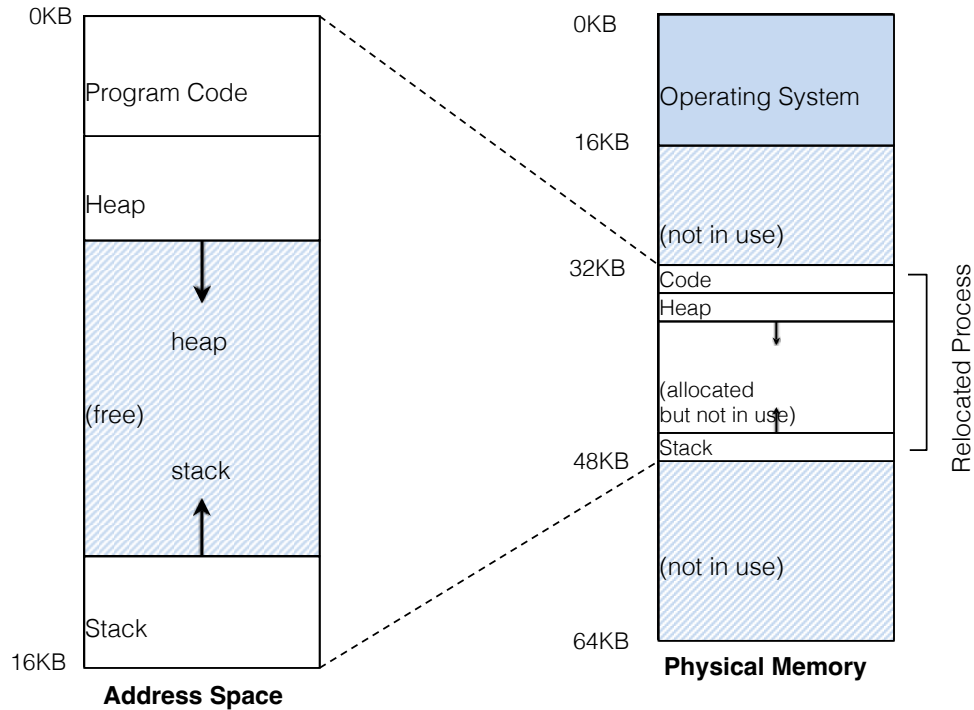 0KB
Program Code
Heap
heap
(free)
stack
Stack
16KB
Address Space
0KB
Operating System
16KB
(not in use)
32KB
Code
Heap
(allocated
but not in use)
Stack
48KB
(not in use)
64KB
Physical Memory
Relocated Process